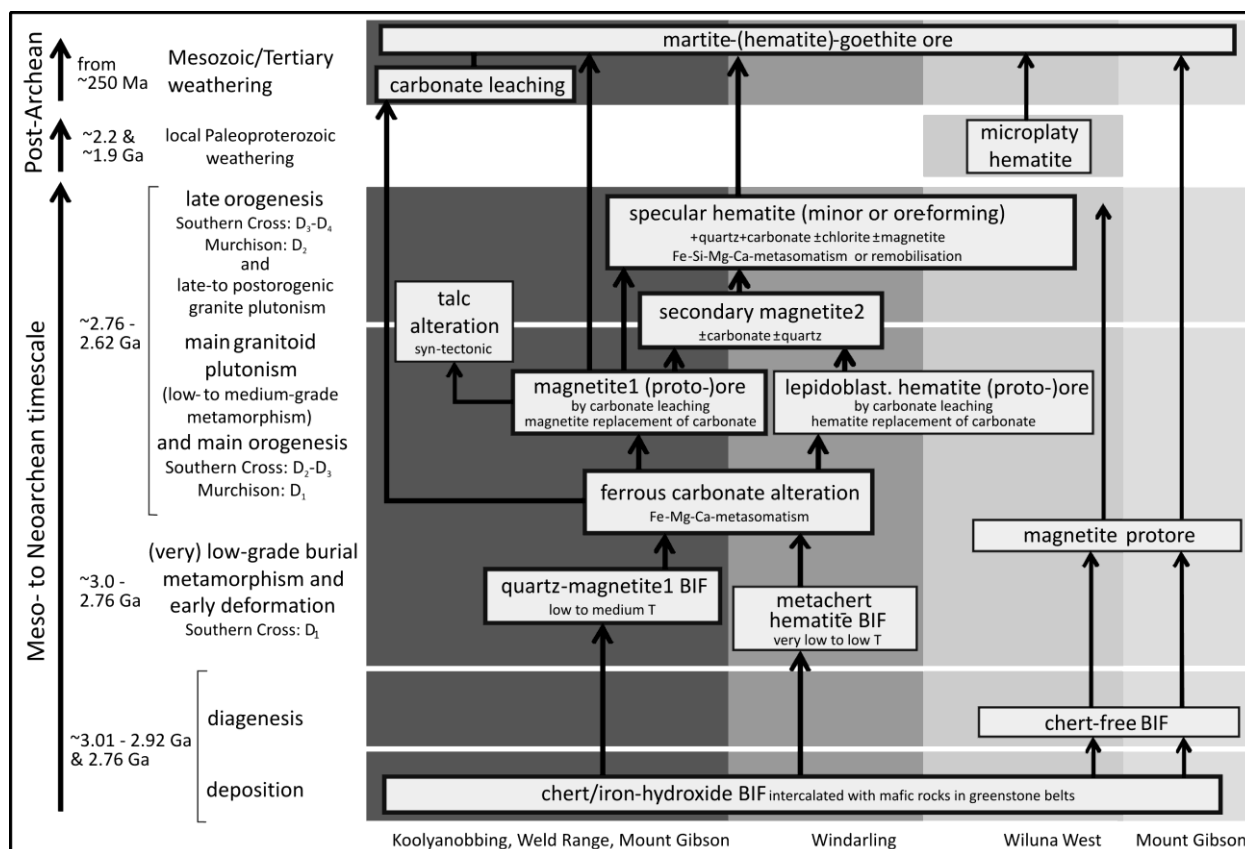 Post-Archean
Meso- to Neoarchean timescale
from
~250 Ma
Mesozoic/Tertiary
weathering
~2.2 &
~1.9 Ga
local Paleoproterozoic
weathering
~2.76 -
2.62 Ga
late orogenesis
Southern Cross: D3-D4
Murchison: D2
and
late-to postorogenic
granite plutonism
main granitoid
plutonism
(low- to medium-grade
metamorphism)
and main orogenesis
Southern Cross: D2-D3
Murchison: D1
~3.0 -
2.76 Ga
(very) low-grade burial
metamorphism and
early deformation
Southern Cross: D1
~3.01 - 2.92 Ga
& 2.76 Ga
diagenesis
deposition
martite-(hematite)-goethite ore
carbonate leaching
microplaty
hematite
specular hematite (minor or oreforming)
+quartz+carbonate ±chlorite ±magnetite
Fe-Si-Mg-Ca-metasomatism or remobilisation
talc
alteration
syn-tectonic
secondary magnetite2
±carbonate ±quartz
magnetite1 (proto-)ore
by carbonate leaching
magnetite replacement of carbonate
lepidoblast. hematite (proto-)ore
by carbonate leaching
hematite replacement of carbonate
ferrous carbonate alteration
Fe-Mg-Ca-metasomatism
magnetite protore
quartz-magnetite1 BIF
low to medium T
metachert
hematite-BIF
very low to low T
chert-free BIF
chert/iron-hydroxide BIF intercalated with mafic rocks in greenstone belts
Koolyanobbing, Weld Range, Mount Gibson
Windarling
Wiluna West
Mount Gibson